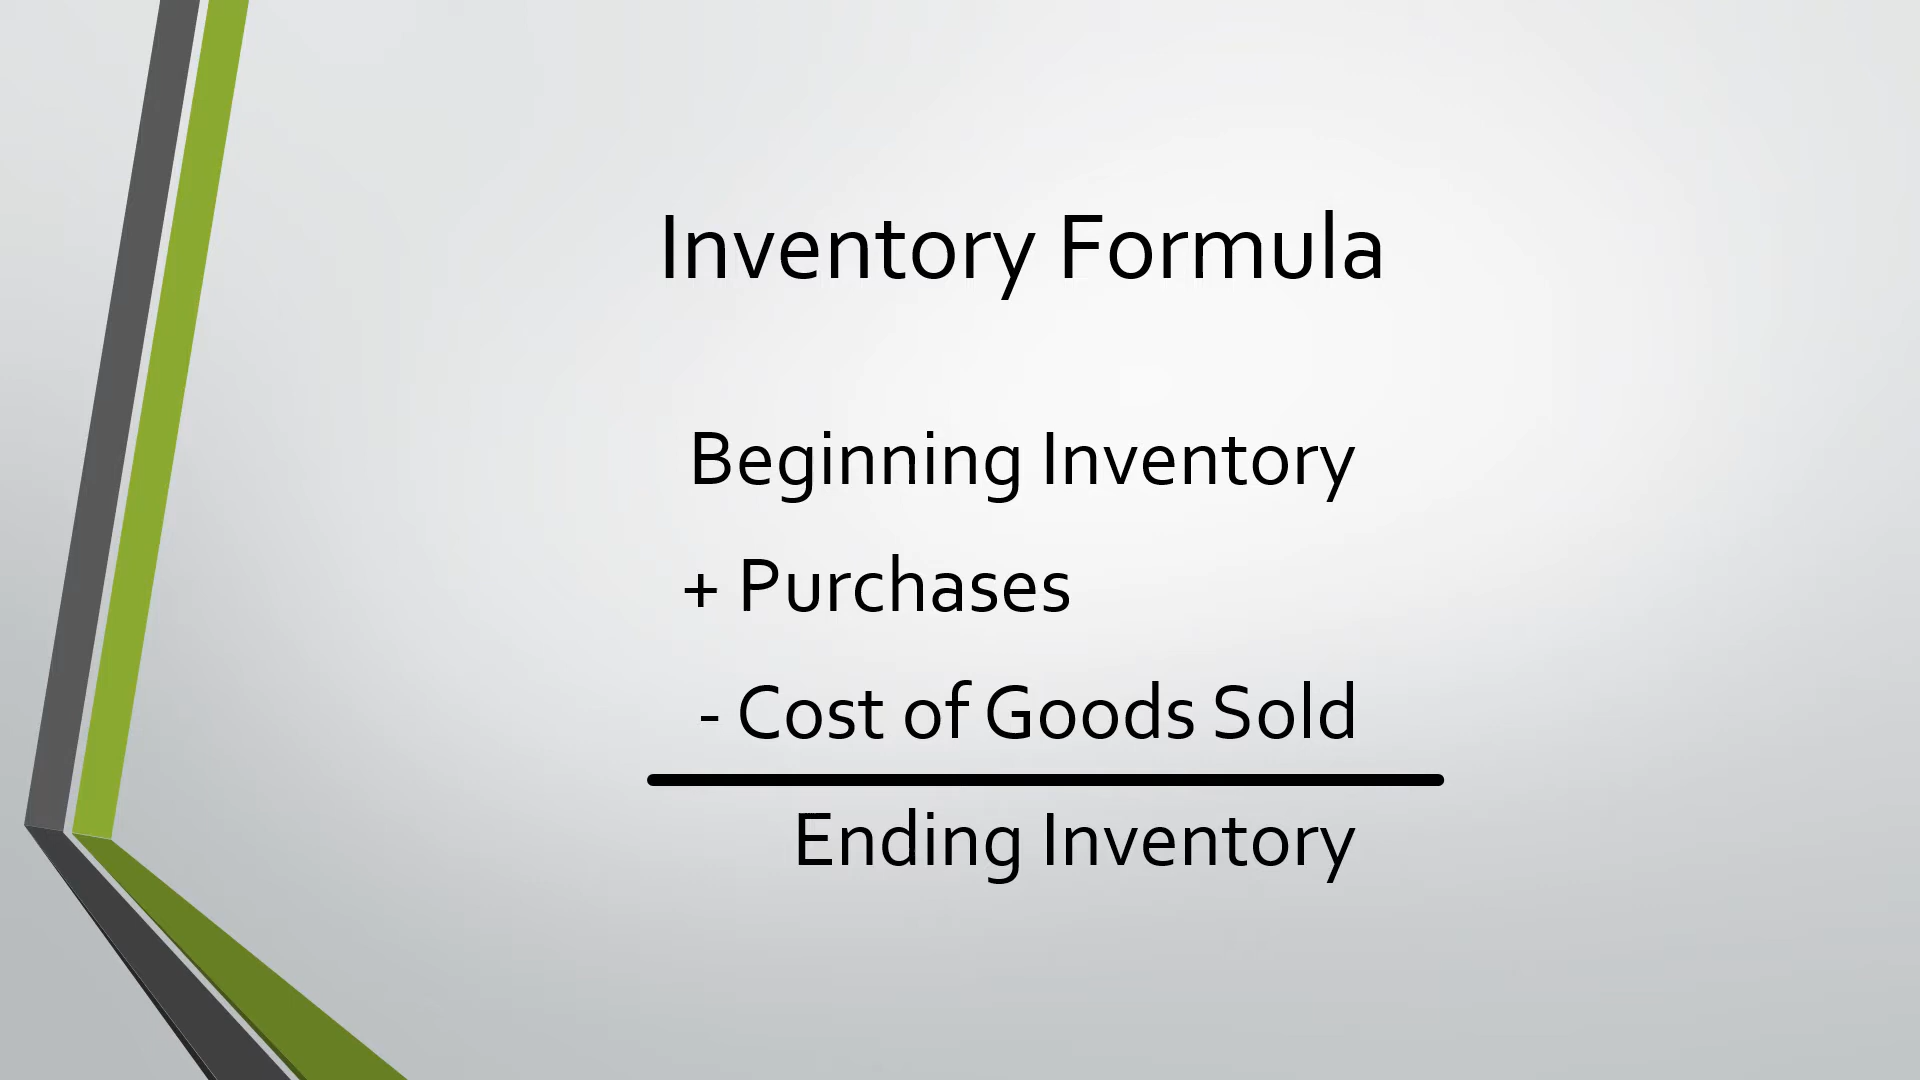 Inventory Formula
Beginning Inventory
+ Purchases
- Cost of Goods Sold
Ending Inventory